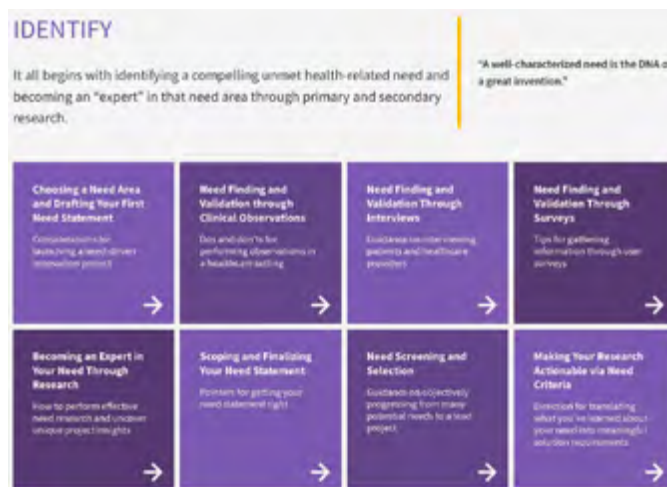 IDENTIFY
It all begins with identifying a compelling unmet health-related need and
becoming an "expert" in that need area through primary and secondary
research.
"A well-characterized need is the DNA o
a great invention."
Choosing a Need Area
and Drafting Your First
Need Statement
Considerations for
launching a need-driven
innovation project
Need Finding and
Validation through
Clinical Observations
Dos and don'ts for
performing observations in
a healthcare setting
Need Finding and
Validation Through
Interviews
Guidance on interviewing
patients and healthcare
providers
Need Finding and
Validation Through
Surveys
Tips for gathering
information through user
surveys
Becoming an Expert in
Your Need Through
Research
How to perform effective
need research and uncover
unique project insights
Scoping and Finalizing
Your Need Statement
Pointers for getting your
need statement right
Need Screening and
Selection
Guidance on objectively
progressing from many
potential needs to a lead
project
Making Your Research
Actionable via Need
Criteria
Direction for translating
what you've learned about
your need into meaningful
solution requirements